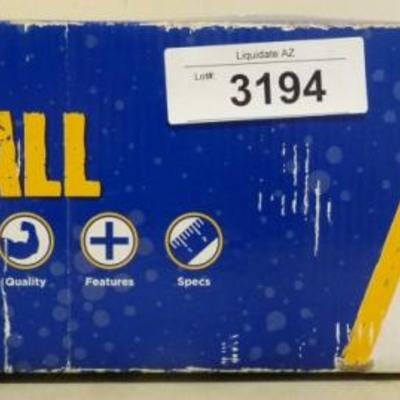 Liquidate AZ
Lot#: 3194
ALL
Quality Features Specs